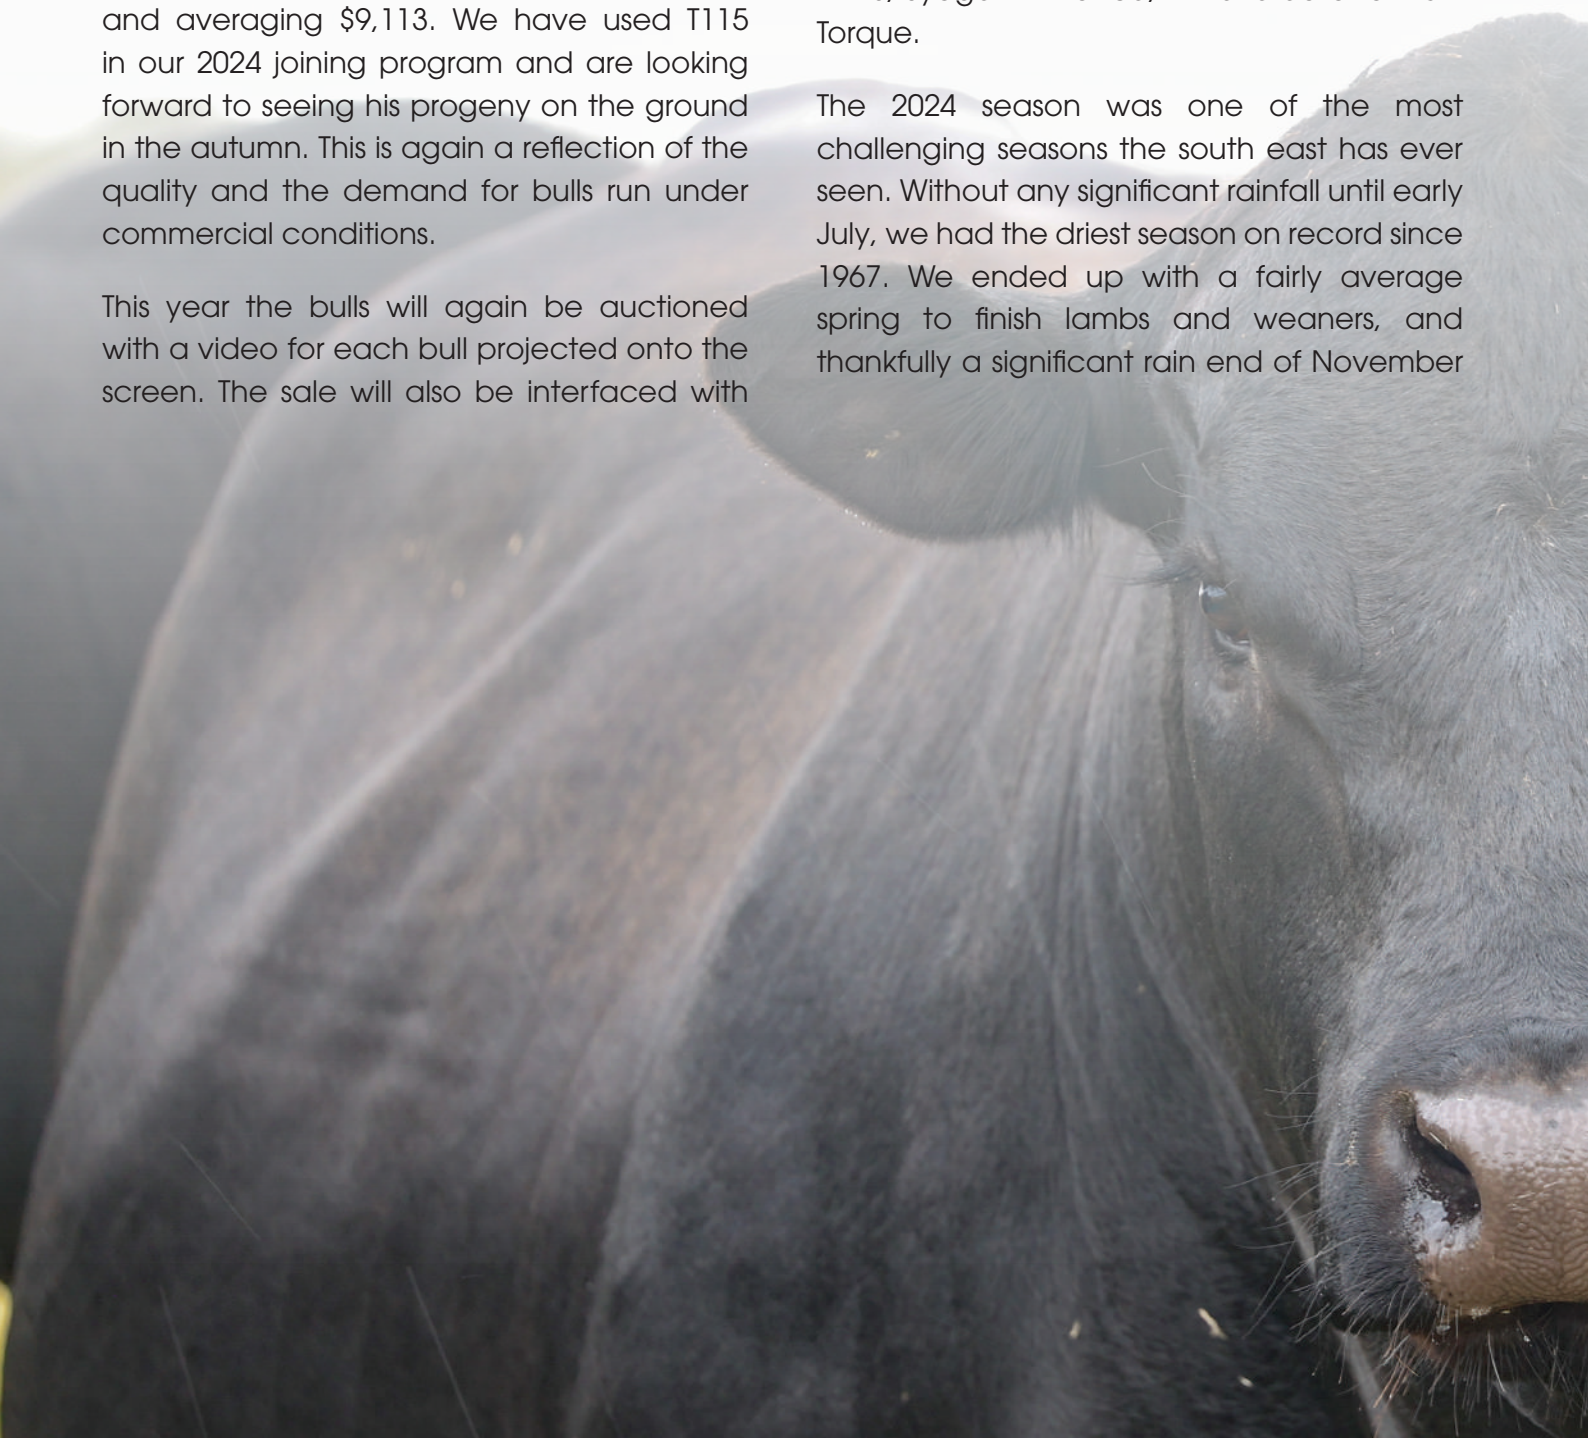 and averaging $9,113. We have used T115
in our 2024 joining program and are looking
forward to seeing his progeny on the ground
in the autumn. This is again a reflection of the
quality and the demand for bulls run under
commercial conditions.
This year the bulls will again be auctioned
with a video for each bull projected onto the
screen. The sale will also be interfaced with
Torque.
The 2024 season was one of the most
challenging seasons the south east has ever
seen. Without any significant rainfall until early
July, we had the driest season on record since
1967. We ended up with a fairly average
spring to finish lambs and weaners, and
thankfully a significant rain end of November